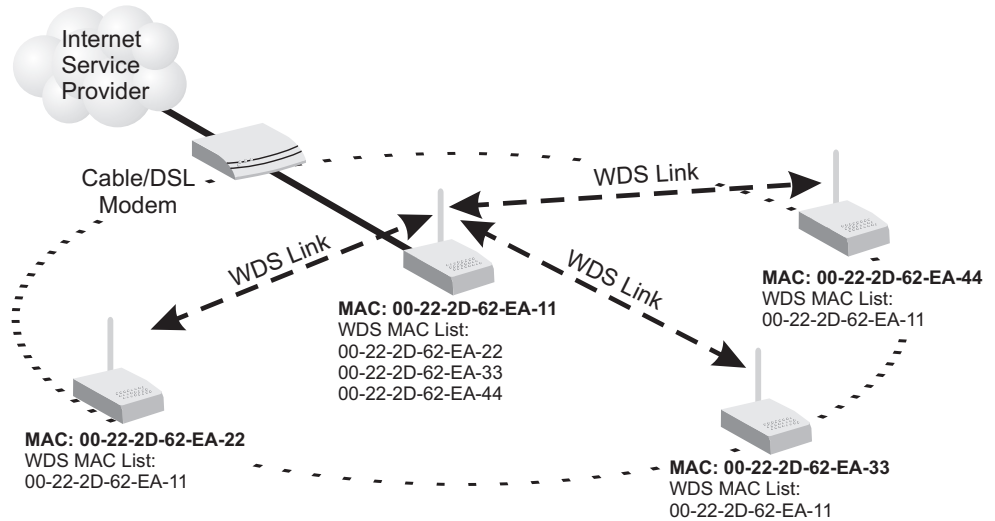 Internet
Service
Provider
Cable/DSL
Modem
WDS Link
WDS Link
WDS Link
MAC: 00-22-2D-62-EA-11
WDS MAC List:
00-22-2D-62-EA-22
00-22-2D-62-EA-33
00-22-2D-62-EA-44
MAC: 00-22-2D-62-EA-44
WDS MAC List:
00-22-2D-62-EA-11
MAC: 00-22-2D-62-EA-22
WDS MAC List:
00-22-2D-62-EA-11
MAC: 00-22-2D-62-EA-33
WDS MAC List:
00-22-2D-62-EA-11